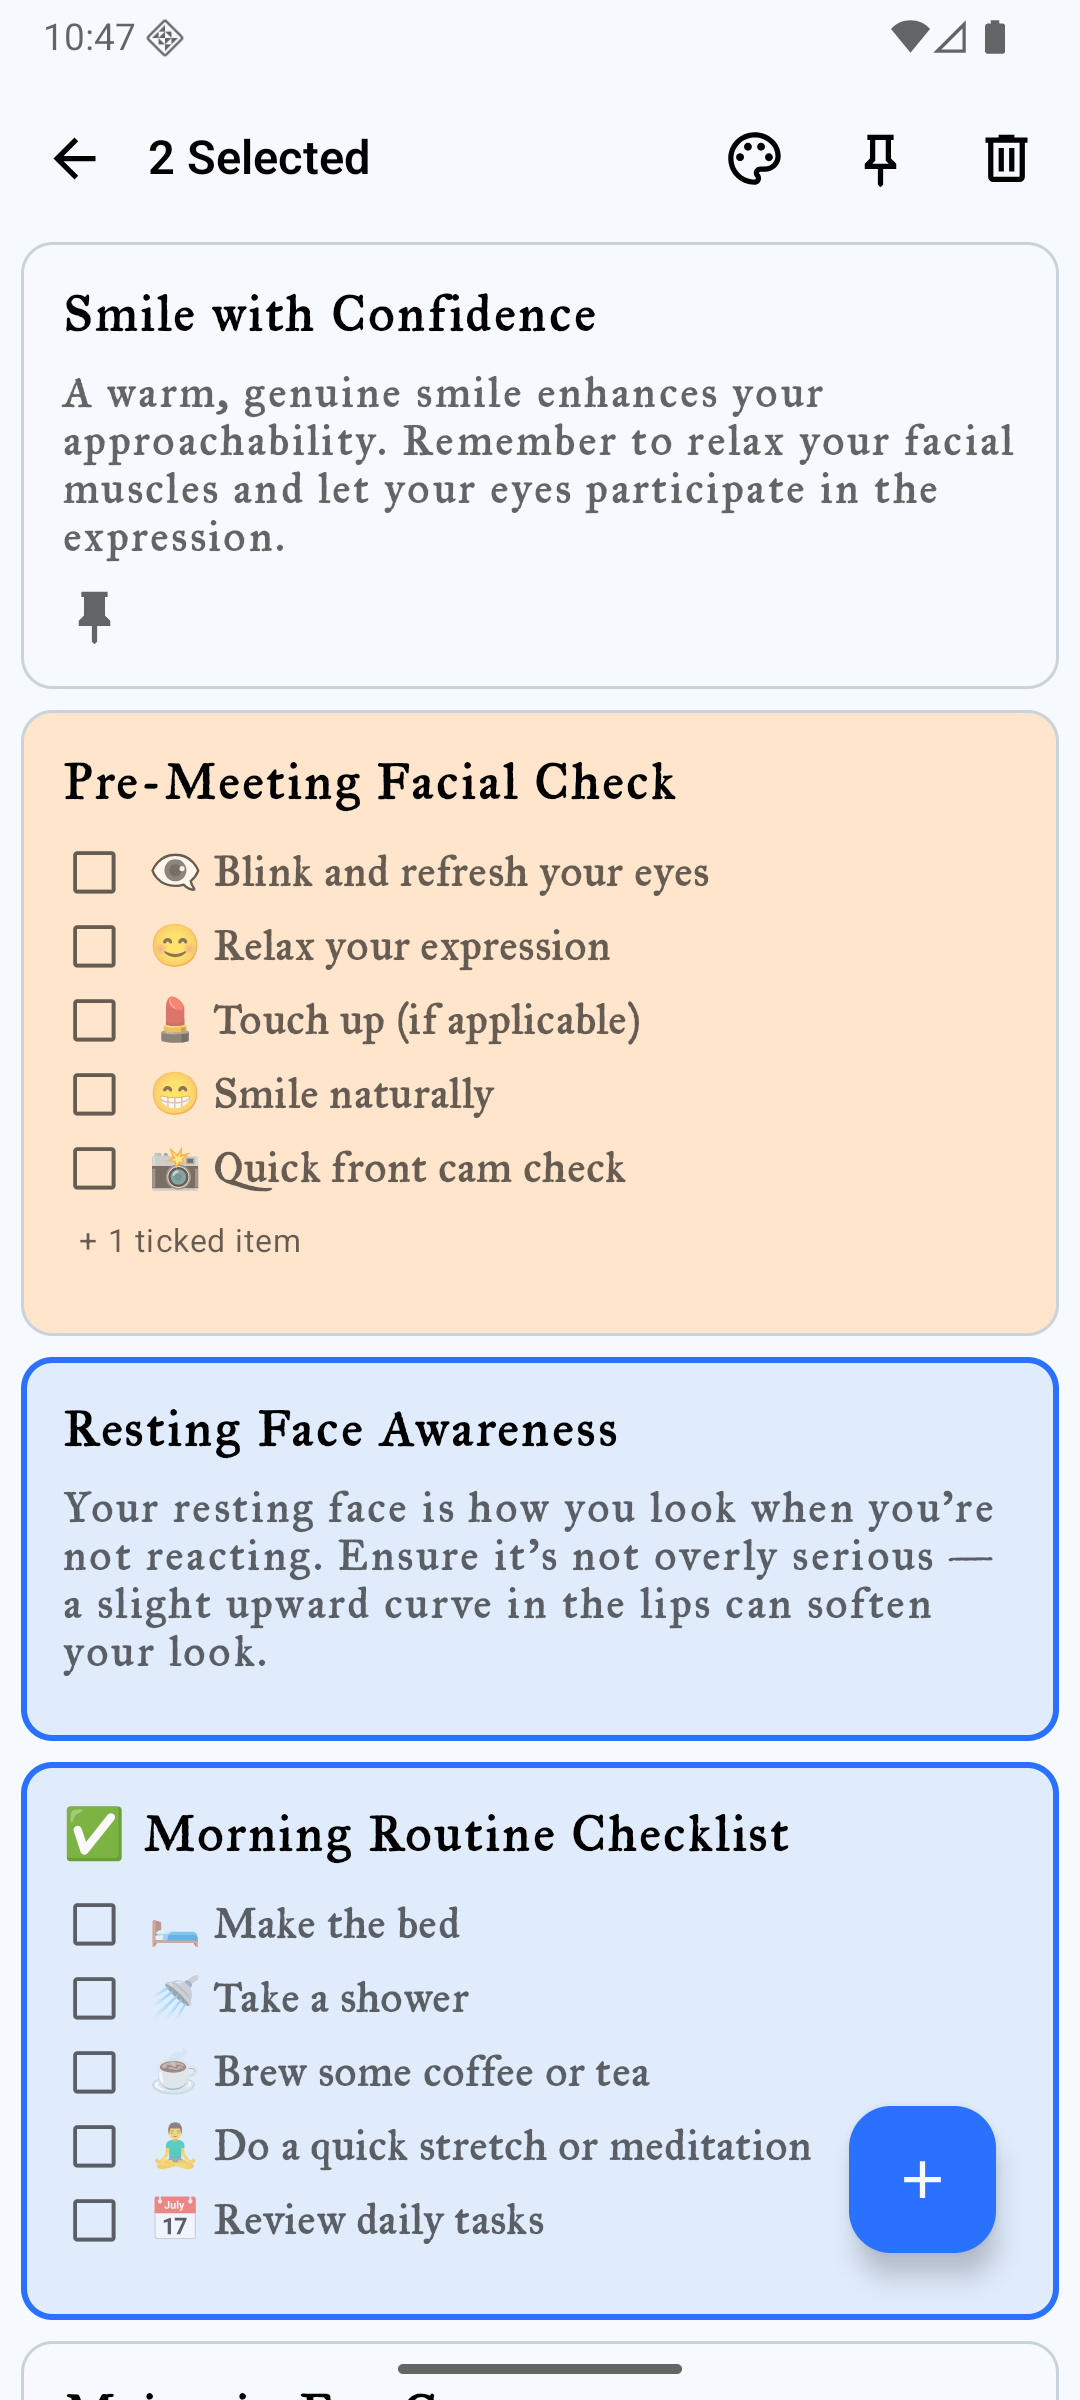 10:47
2 Selected
Smile with Confidence
A warm, genuine smile enhances your
approachability. Remember to relax your facial
muscles and let your eyes participate in the
expression.
Pre-Meeting Facial Check
👁️‍🗨️ Blink and refresh your eyes
😊 Relax your expression
💄 Touch up (if applicable)
😁 Smile naturally
📸 Quick front cam check
+ 1 ticked item
Resting Face Awareness
Your resting face is how you look when you’re
not reacting. Ensure it’s not overly serious —
a slight upward curve in the lips can soften
your look.
✅ Morning Routine Checklist
🛏️ Make the bed
🚿 Take a shower
☕ Brew some coffee or tea
🧘‍♂️ Do a quick stretch or meditation
📅 Review daily tasks